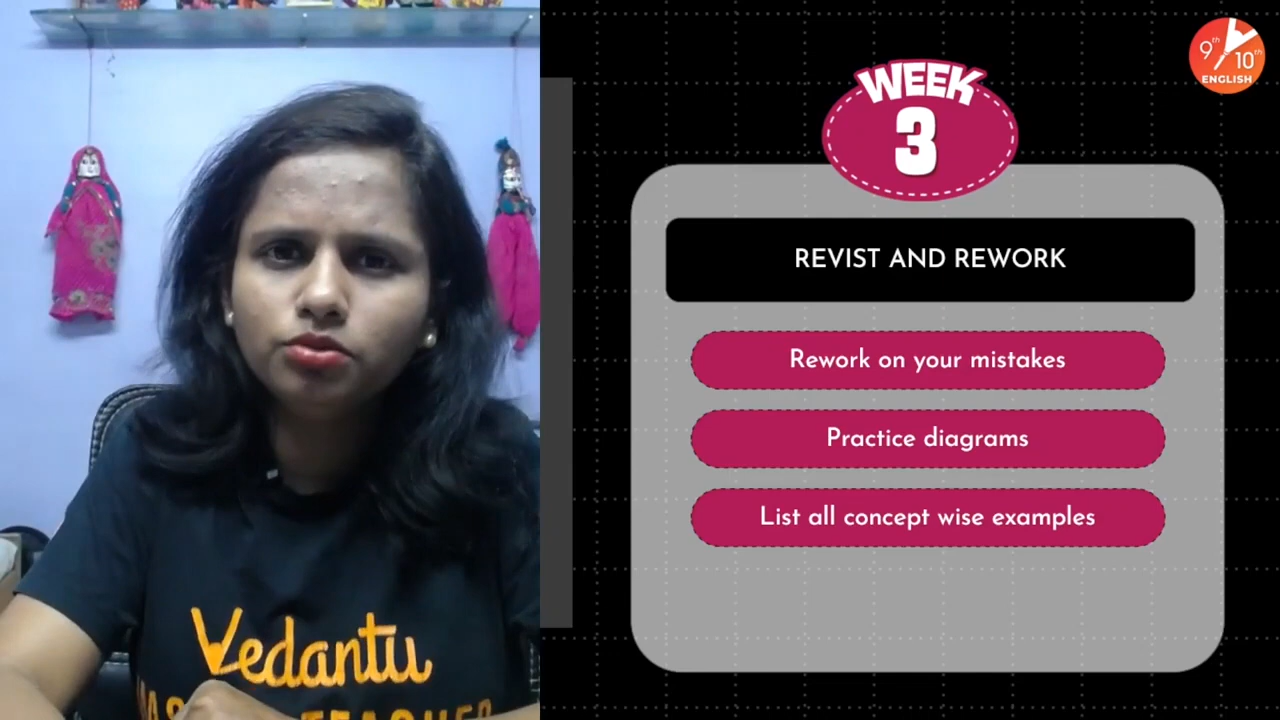 WEEK
3
9th 10th
ENGLISH
REVIST AND REWORK
Rework on your mistakes
Practice diagrams
List all concept wise examples
Vedantu
TEACHER